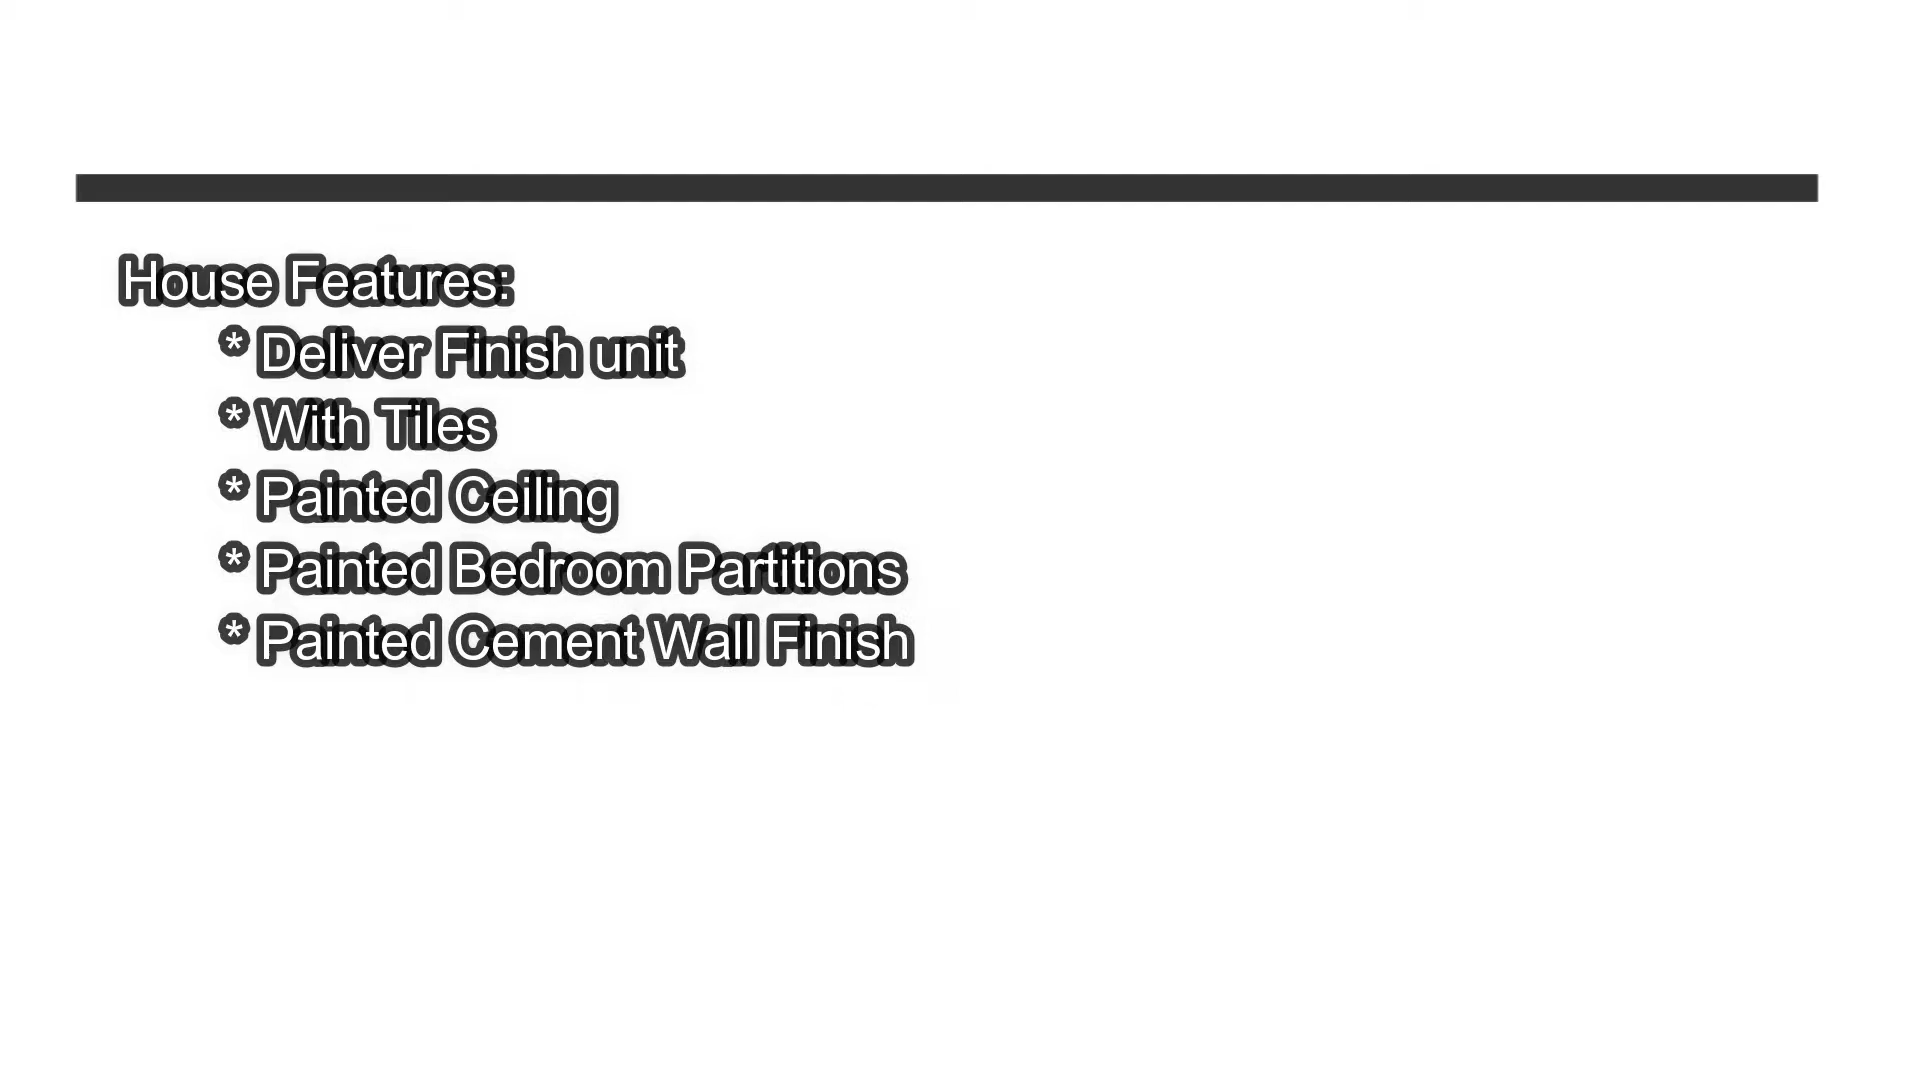 House Features:
* Deliver Finish unit
* With Tiles
* Painted Ceiling
* Painted Bedroom Partitions
* Painted Cement Wall Finish